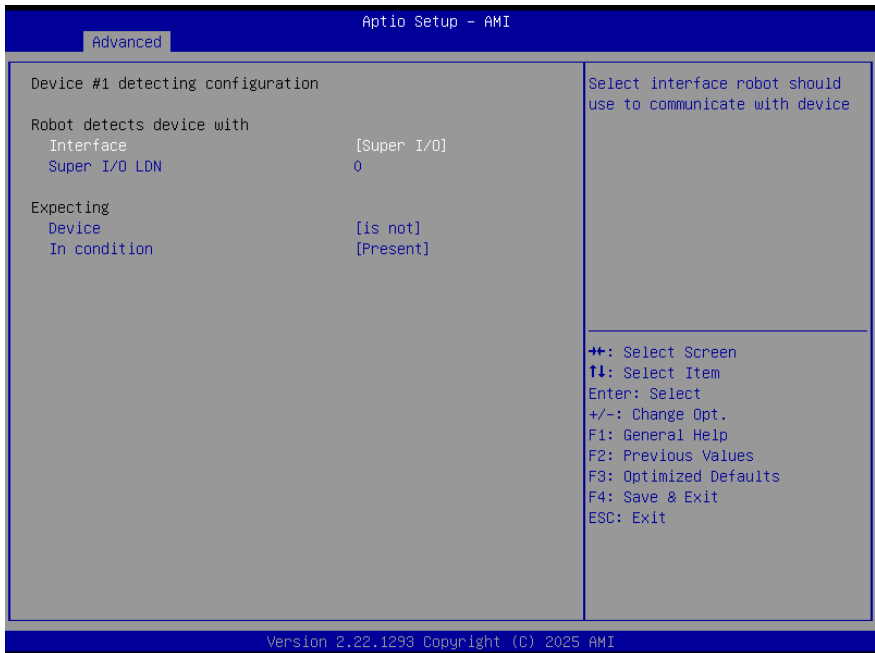 Aptio Setup – AMI
Advanced
Device #1 detecting configuration
Robot detects device with
Interface [Super I/O]
Super I/O LDN 0
Expecting
Device [is not]
In condition [Present]
Select interface robot should
use to communicate with device
→←: Select Screen
↑↓: Select Item
Enter: Select
+/-: Change Opt.
F1: General Help
F2: Previous Values
F3: Optimized Defaults
F4: Save & Exit
ESC: Exit
Version 2.22.1293 Copyright (C) 2025 AMI